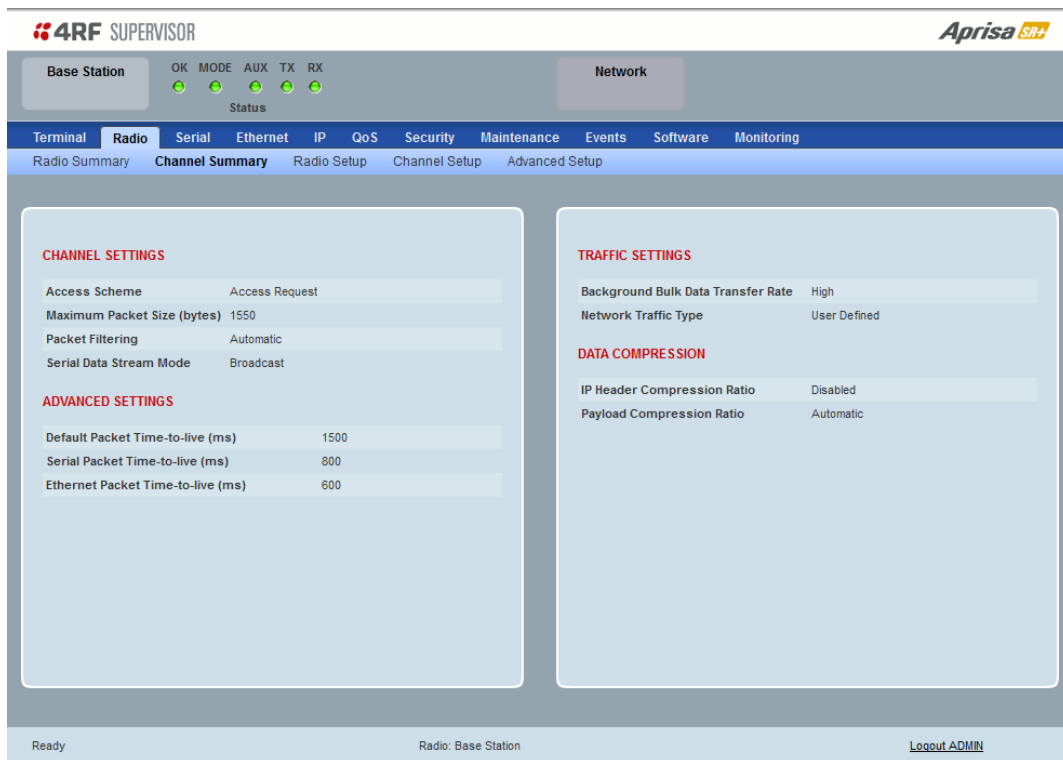 4RF SUPERVISOR
Aprisa SR+
Base Station
OK MODE AUX TX RX
Status
Network
Terminal Radio Serial Ethernet IP QoS Security Maintenance Events Software Monitoring
Radio Summary Channel Summary Radio Setup Channel Setup Advanced Setup
CHANNEL SETTINGS
Access Scheme Access Request
Maximum Packet Size (bytes) 1550
Packet Filtering Automatic
Serial Data Stream Mode Broadcast
ADVANCED SETTINGS
Default Packet Time-to-live (ms) 1500
Serial Packet Time-to-live (ms) 800
Ethernet Packet Time-to-live (ms) 600
TRAFFIC SETTINGS
Background Bulk Data Transfer Rate High
Network Traffic Type User Defined
DATA COMPRESSION
IP Header Compression Ratio Disabled
Payload Compression Ratio Automatic
Ready
Radio: Base Station
Logout ADMIN